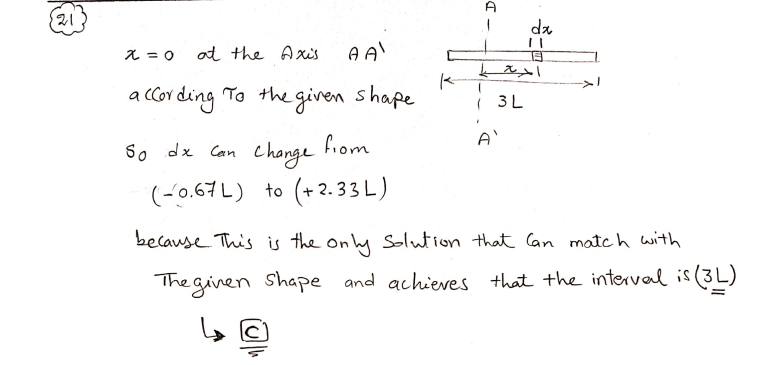 21
A
dx
x = 0 at the Axis AA\
x
according To the given shape
3L
A\
So dx can change from
(-0.67L) to (+2.33L)
because This is the only Solution that Can match with
The given Shape and achieves that the interval is (3L)
↳ C